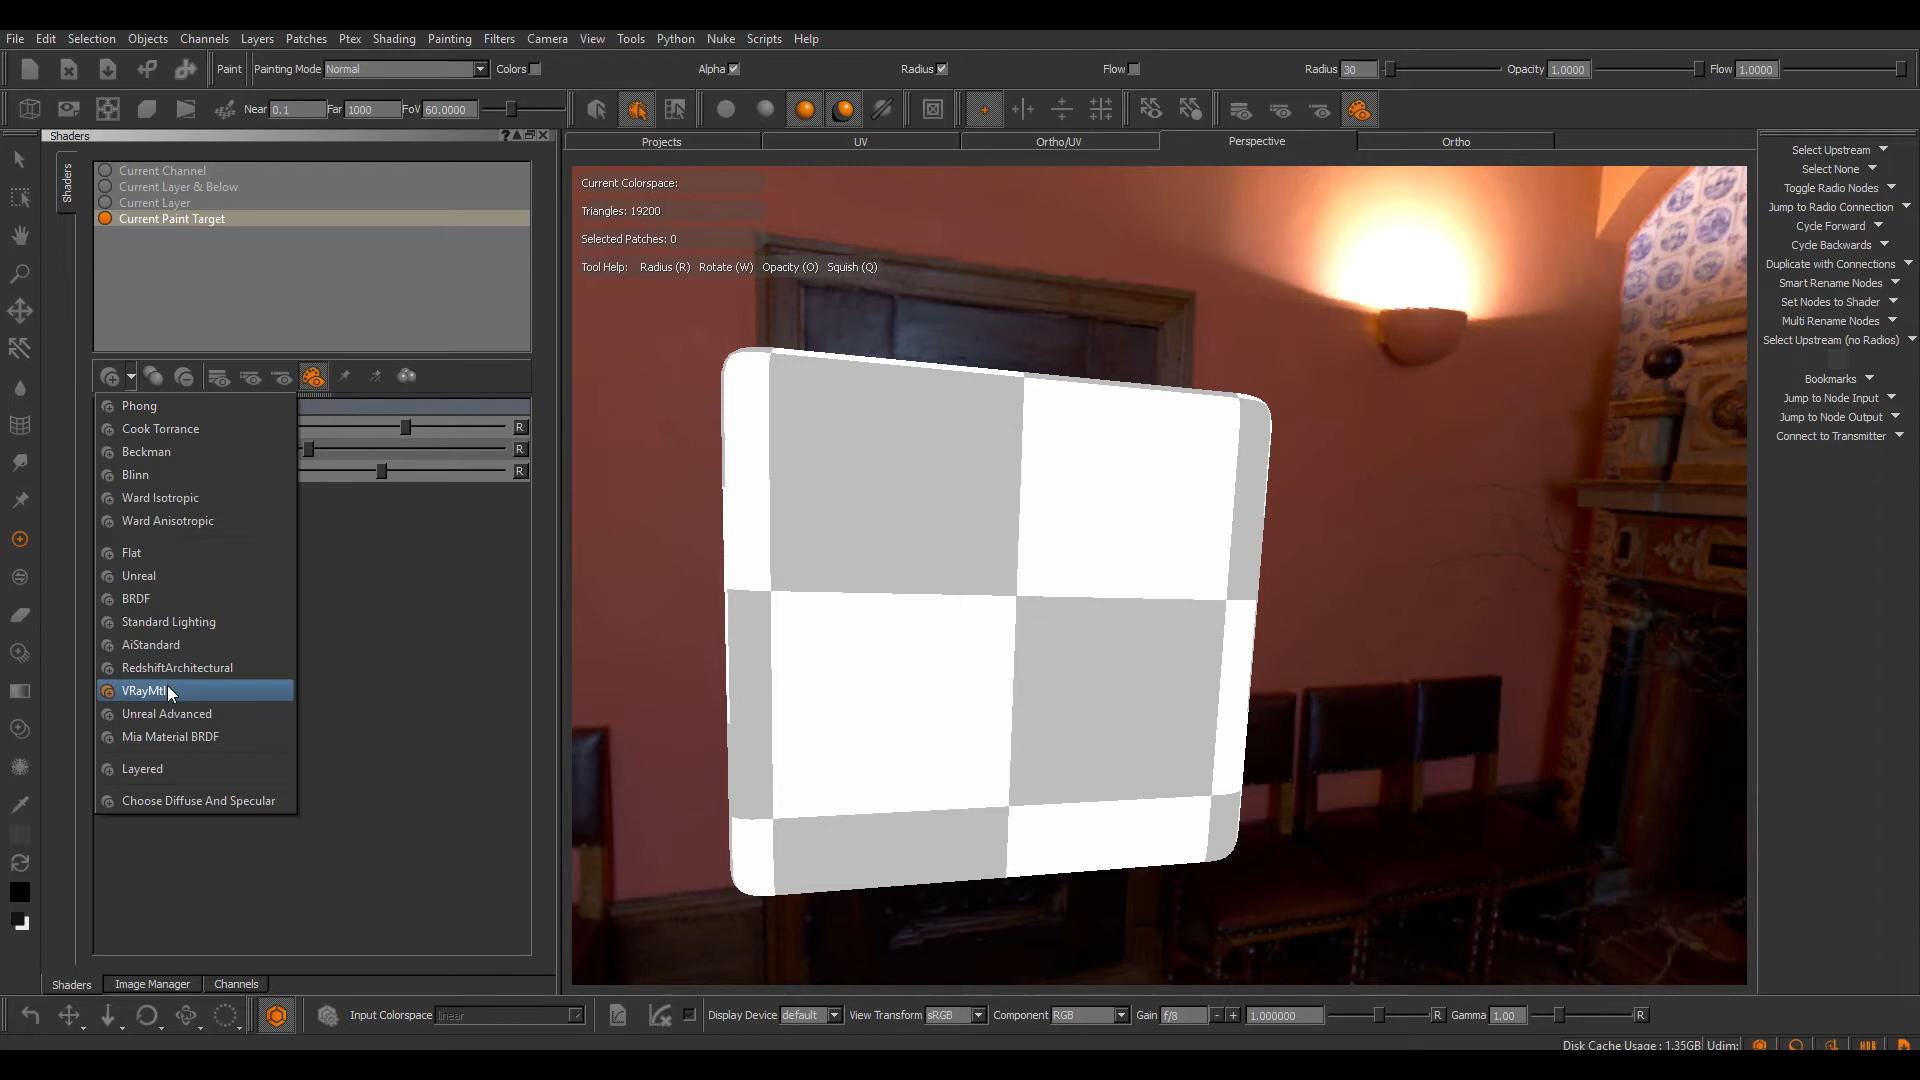 File Edit Selection Objects Channels Layers Patches Ptex Shading Painting Filters Camera View Tools Python Nuke Scripts Help
Paint Painting Mode Normal Colors Alpha Radius Flow Radius 30 Opacity 1.0000 Flow 1.0000
Near 0.1 Far 1000 FoV 60.0000
Shaders
Projects UV Ortho/UV Perspective Ortho
Shaders
Current Channel
Current Layer & Below
Current Layer
Current Paint Target
Phong
Cook Torrance
Beckman
Blinn
Ward Isotropic
Ward Anisotropic
Flat
Unreal
BRDF
Standard Lighting
AiStandard
RedshiftArchitectural
VRayMtl
Unreal Advanced
Mia Material BRDF
Layered
Choose Diffuse And Specular
R
R
R
Current Colorspace:
Triangles: 19200
Selected Patches: 0
Tool Help: Radius (R) Rotate (W) Opacity (O) Squish (Q)
Select Upstream
Select None
Toggle Radio Nodes
Jump to Radio Connection
Cycle Forward
Cycle Backwards
Duplicate with Connections
Smart Rename Nodes
Set Nodes to Shader
Multi Rename Nodes
Select Upstream (no Radios)
Bookmarks
Jump to Node Input
Jump to Node Output
Connect to Transmitter
Shaders Image Manager Channels
Input Colorspace linear Display Device default View Transform sRGB Component RGB Gain f/8 - + 1.000000 R Gamma 1.00 R
Disk Cache Usage : 1.35GB Udim: HDR